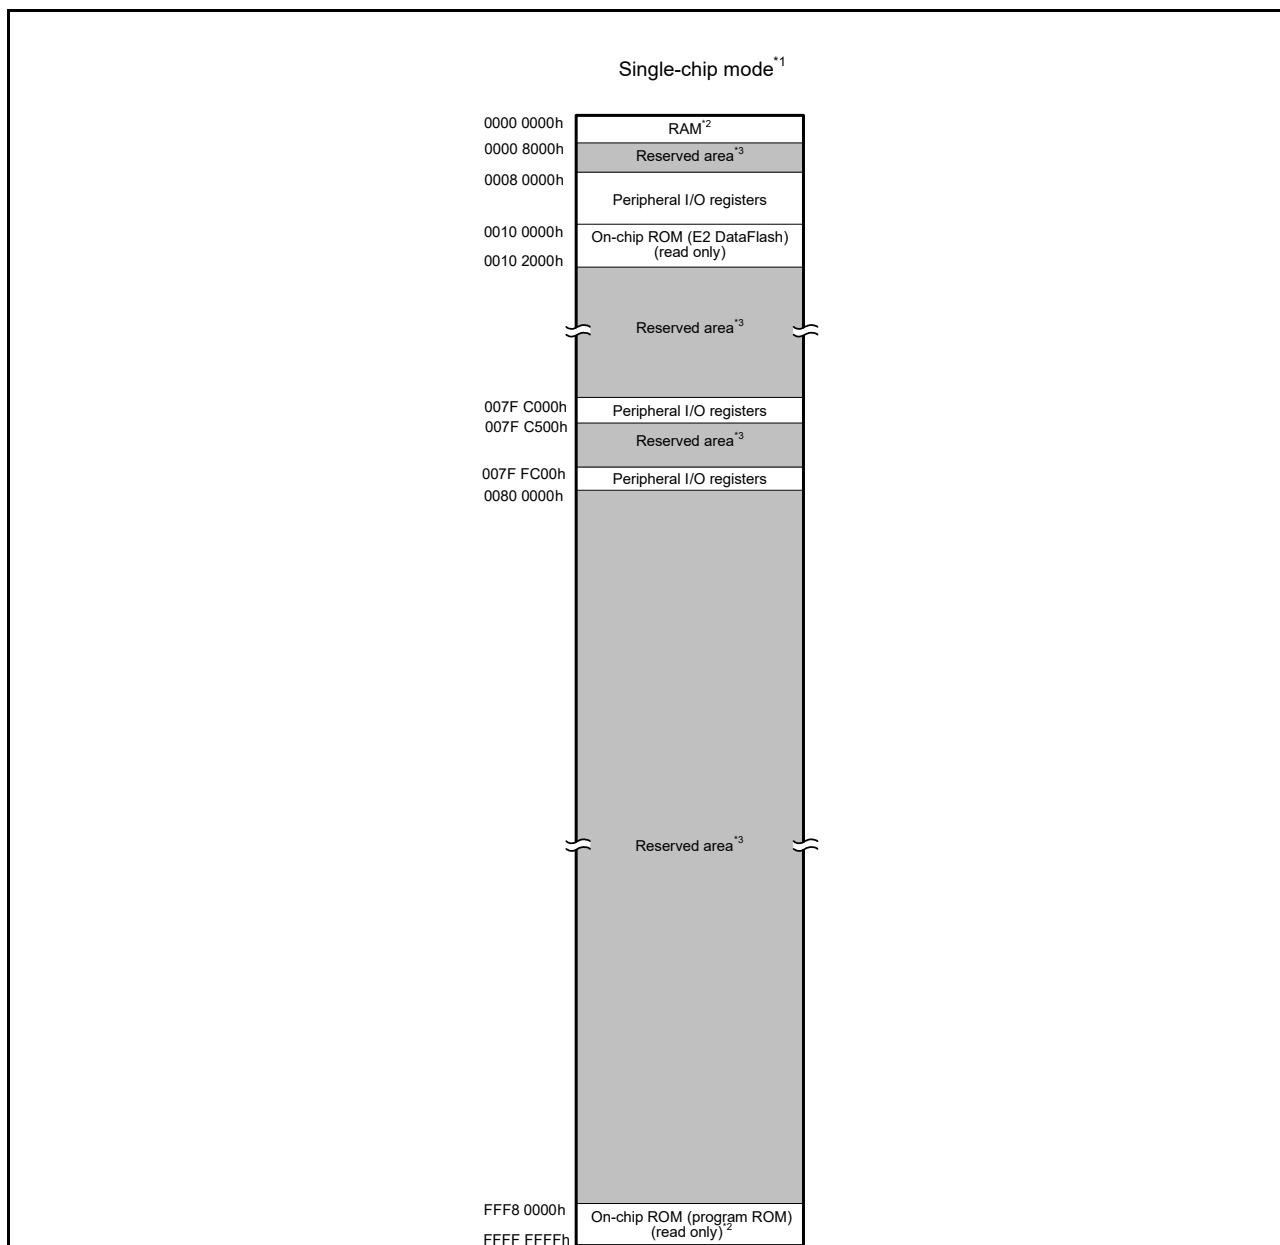 Single-chip mode*1
0000 0000h
RAM*2
0000 8000h
Reserved area*3
0008 0000h
Peripheral I/O registers
0010 0000h
On-chip ROM (E2 DataFlash)
(read only)
0010 2000h
Reserved area*3
007F C000h
Peripheral I/O registers
007F C500h
Reserved area*3
007F FC00h
Peripheral I/O registers
0080 0000h
Reserved area*3
FFF8 0000h
On-chip ROM (program ROM)
(read only)*2
FFFF FFFFh